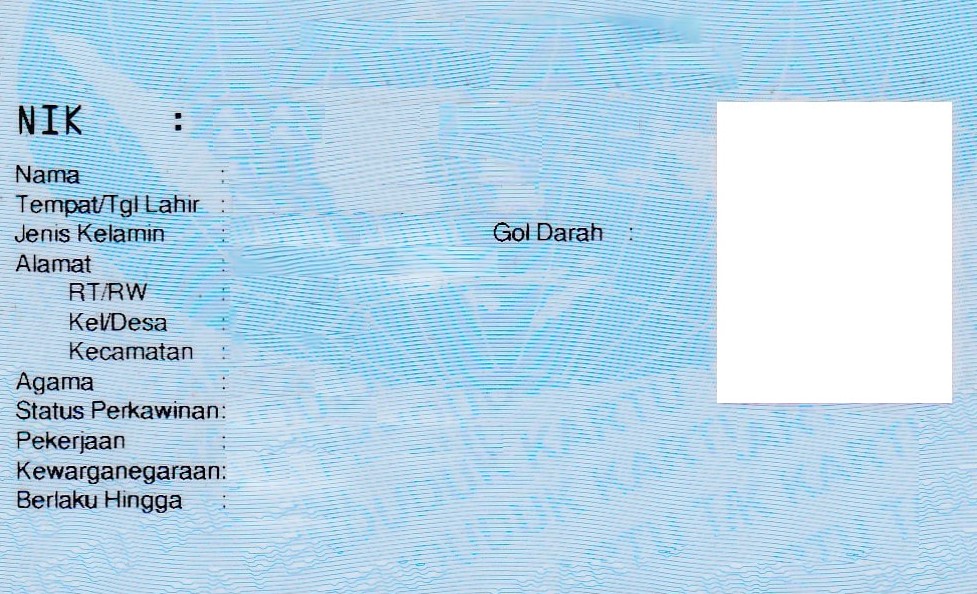 NIK :
Nama :
Tempat/Tgl Lahir :
Jenis Kelamin : Gol Darah :
Alamat :
RT/RW :
Kel/Desa :
Kecamatan :
Agama :
Status Perkawinan:
Pekerjaan :
Kewarganegaraan:
Berlaku Hingga :